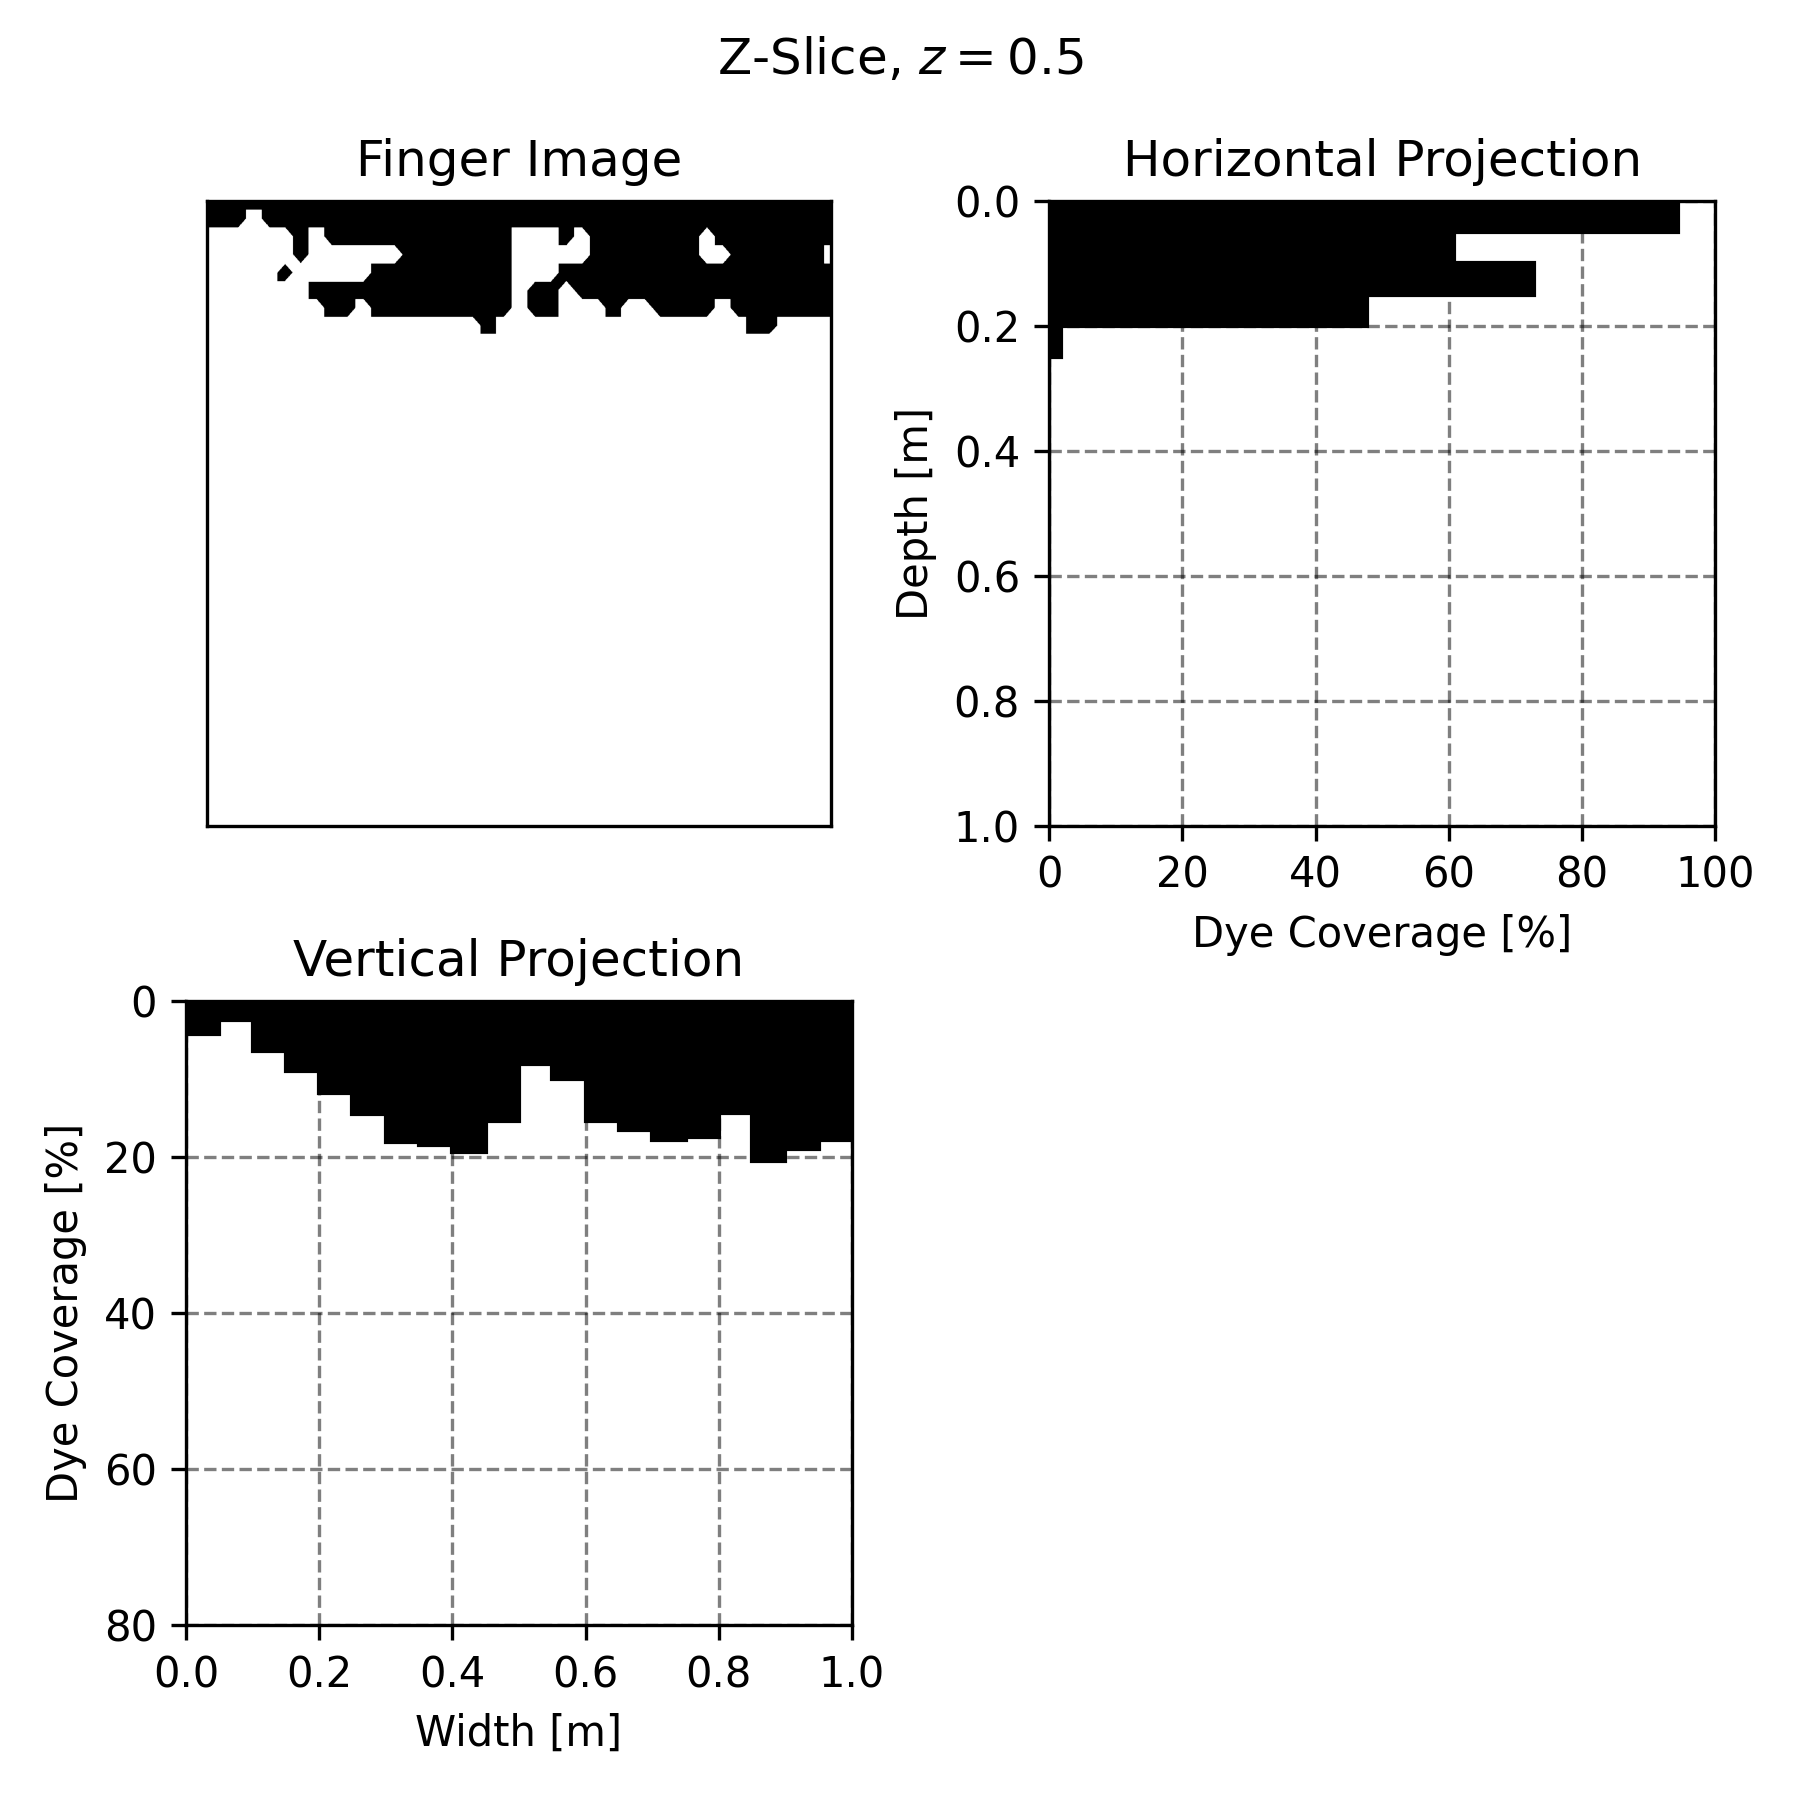 Z-Slice, z = 0.5
Finger Image
Horizontal Projection
0.0
0.2
0.4
0.6
0.8
1.0
Depth [m]
0 20 40 60 80 100
Dye Coverage [%]
Vertical Projection
0
20
40
60
80
Dye Coverage [%]
0.0 0.2 0.4 0.6 0.8 1.0
Width [m]